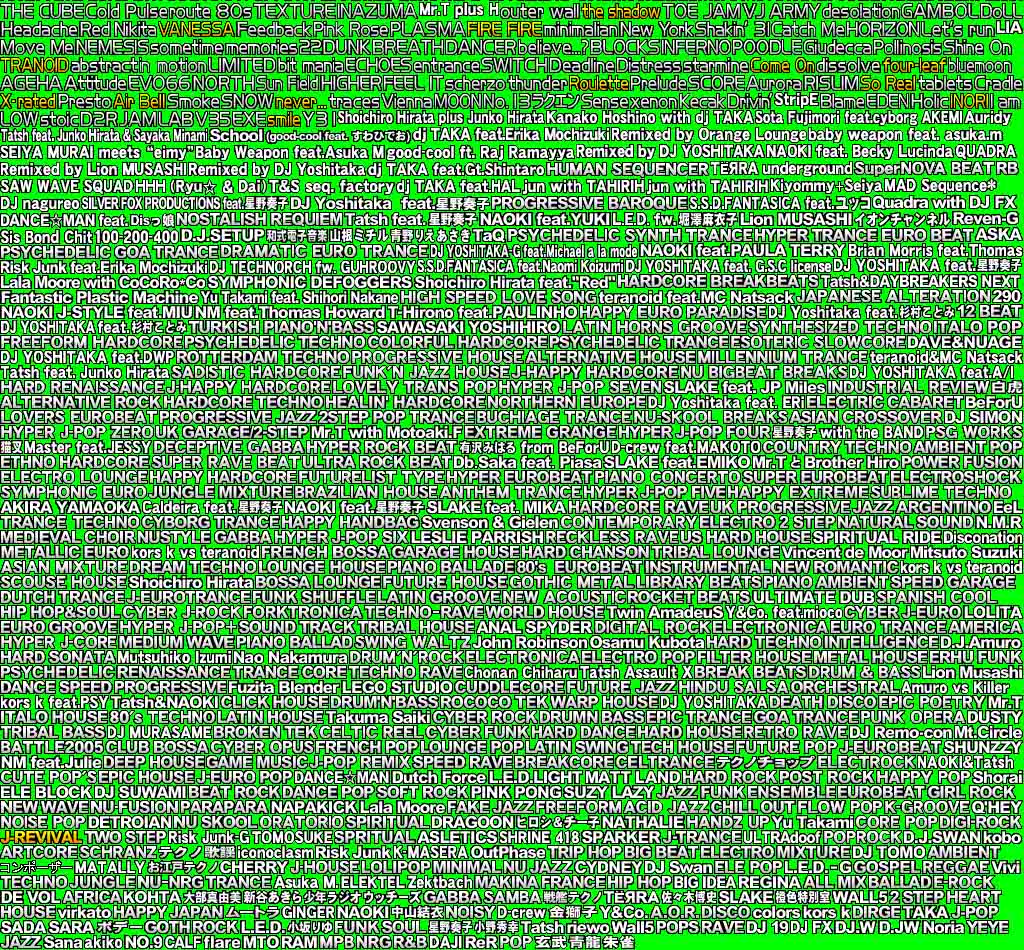 THE CUBE Cold Pulse route 80s TEXTURE INAZUMA Mr.T plus H outer wall the shadow TOE JAM VJ ARMY desolation GAMBOL DoLL
Headache Red Nikita VANESSA Feedback Pink Rose PLASMA FIRE FIRE minimalian New York Shakin' 31 Catch Me HORIZON Let's run LIA
Move Me NEMESIS sometime memories 22DUNK BREATH DANCER believe..? BLOCKS INFERNO POODLE Giudecca Pollinosis Shine On
TRANOID abstract in motion LIMITED bit mania ECHOES entrance SWITCH Deadline Distress starmine Come On dissolve four-leaf bluemoon
AGEHA Attitude EVO66 NORTH Sun Field HIGHER FEEL IT scherzo thunder Roulette Prelude SCORE Aurora RISLIM So Real tablets Cradle
X-rated Presto Air Bell Smoke SNOW never... traces Vienna MOON No. 13 ラクエン Sense xenon Kecak Drivin' StripE Blame EDEN Holic INORI I am
LOW stoic D2R JAM LAB V35 EXE smile Y31 Shoichiro Hirata plus Junko Hirata Kanako Hoshino with dj TAKA Sota Fujimori feat.cyborg AKEMI Auridy
Tatsh feat. Junko Hirata & Sayaka Minami School (good-cool feat. すわひでお) dj TAKA feat.Erika Mochizuki Remixed by Orange Lounge baby weapon feat. asuka.m
SEIYA MURAI meets "eimy" Baby Weapon feat.Asuka M good-cool ft. Raj Ramayya Remixed by DJ YOSHITAKA NAOKI feat. Becky Lucinda QUADRA
Remixed by Lion MUSASHI Remixed by DJ Yoshitaka dj TAKA feat.Gt.Shintaro HUMAN SEQUENCER TЁЯRA underground SuperNOVA BEAT RB
SAW WAVE SQUAD HHH (Ryu☆ & Dai) T&S seq. factory dj TAKA feat.HAL jun with TAHIRIH jun with TAHIRIH Kiyommy+Seiya MAD Sequence*
DJ nagureo SILVER FOX PRODUCTIONS feat.星野奏子 DJ Yoshitaka feat.星野奏子 PROGRESSIVE BAROQUE S.S.D.FANTASICA feat.ユッコ Quadra with DJ FX
DANCE☆MAN feat. Disっ娘 NOSTALISH REQUIEM Tatsh feat. 星野奏子 NAOKI feat.YUKI L.E.D. fw.堀澤麻衣子 Lion MUSASHI イオンチャンネル Reven-G
Sis Bond Chit 100-200-400 D.J.SETUP 和式電子音楽 山根ミチル 青野りえ あさき TaQ PSYCHEDELIC SYNTH TRANCE HYPER TRANCE EURO BEAT ASKA
PSYCHEDELIC GOA TRANCE DRAMATIC EURO TRANCE DJ YOSHITAKA-G feat.Michael a la mode NAOKI feat.PAULA TERRY Brian Morris feat.Thomas
Risk Junk feat.Erika Mochizuki DJ TECHNORCH fw. GUHROOVY S.S.D.FANTASICA feat.Naomi Koizumi DJ YOSHITAKA feat. G.S.C license DJ YOSHITAKA feat.星野奏子
Lala Moore with CoCoRo*Co SYMPHONIC DEFOGGERS Shoichiro Hirata feat."Red" HARDCORE BREAKBEATS Tatsh&DAYBREAKERS NEXT
Fantastic Plastic Machine Yu Takami feat. Shihori Nakane HIGH SPEED LOVE SONG teranoid feat.MC Natsack JAPANESE ALTERATION 290
NAOKI J-STYLE feat.MIU NM feat.Thomas Howard T-Hirono feat.PAULINHO HAPPY EURO PARADISE DJ Yoshitaka feat.杉村ことみ 12 BEAT
DJ YOSHITAKA feat.杉村ことみ TURKISH PIANO'N'BASS SAWASAKI YOSHIHIRO LATIN HORNS GROOVE SYNTHESIZED TECHNO ITALO POP
FREEFORM HARDCORE PSYCHEDELIC TECHNO COLORFUL HARDCORE PSYCHEDELIC TRANCE ESOTERIC SLOWCORE DAVE&NUAGE
DJ YOSHITAKA feat.DWP ROTTERDAM TECHNO PROGRESSIVE HOUSE ALTERNATIVE HOUSE MILLENNIUM TRANCE teranoid&MC Natsack
Tatsh feat. Junko Hirata SADISTIC HARDCORE FUNK'N JAZZ HOUSE J-HAPPY HARDCORE NU BIGBEAT BREAKS DJ YOSHITAKA feat.A/I
HARD RENAISSANCE J-HAPPY HARDCORE LOVELY TRANS POP HYPER J-POP SEVEN SLAKE feat. JP Miles INDUSTRIAL REVIEW 白虎
ALTERNATIVE ROCK HARDCORE TECHNO HEALIN' HARDCORE NORTHERN EUROPE DJ Yoshitaka feat. ERi ELECTRIC CABARET BeForU
LOVERS EUROBEAT PROGRESSIVE JAZZ 2STEP POP TRANCE BUCHIAGE TRANCE NU-SKOOL BREAKS ASIAN CROSSOVER DJ SIMON
HYPER J-POP ZERO UK GARAGE/2-STEP Mr.T with Motoaki.F EXTREME GRANGE HYPER J-POP FOUR 星野奏子 with the BAND PSG WORKS
猫叉Master feat.JESSY DECEPTIVE GABBA HYPER ROCK BEAT 有沢みはる from BeForU D-crew feat.MAKOTO COUNTRY TECHNO AMBIENT POP
ETHNO HARDCORE SUPER RAVE BEAT ULTRA ROCK BEAT Db.Saka feat. Piasa SLAKE feat.EMIKO Mr.T と Brother Hiro POWER FUSION
ELECTRO LOUNGE HAPPY HARDCORE FUTURELIST TYPE HYPER EUROBEAT PIANO CONCERTO SUPER EUROBEAT ELECTROSHOCK
SYMPHONIC EURO JUNGLE MIXTURE BRAZILIAN HOUSE ANTHEM TRANCE HYPER J-POP FIVE HAPPY EXTREME SUBLIME TECHNO
AKIRA YAMAOKA Caldeira feat.星野奏子 NAOKI feat.星野奏子 SLAKE feat. MIKA HARDCORE RAVE UK PROGRESSIVE JAZZ ARGENTINO EeL
TRANCE TECHNO CYBORG TRANCE HAPPY HANDBAG Svenson & Gielen CONTEMPORARY ELECTRO 2 STEP NATURAL SOUND N.M.R
MEDIEVAL CHOIR NUSTYLE GABBA HYPER J-POP SIX LESLIE PARRISH RECKLESS RAVE US HARD HOUSE SPIRITUAL RIDE Disconation
METALLIC EURO kors k vs teranoid FRENCH BOSSA GARAGE HOUSE HARD CHANSON TRIBAL LOUNGE Vincent de Moor Mitsuto Suzuki
ASIAN MIXTURE DREAM TECHNO LOUNGE HOUSE PIANO BALLADE 80's EUROBEAT INSTRUMENTAL NEW ROMANTIC kors k vs teranoid
SCOUSE HOUSE Shoichiro Hirata BOSSA LOUNGE FUTURE HOUSE GOTHIC METAL LIBRARY BEATS PIANO AMBIENT SPEED GARAGE
DUTCH TRANCE J-EUROTRANCE FUNK SHUFFLE LATIN GROOVE NEW ACOUSTIC ROCKET BEATS ULTIMATE DUB SPANISH COOL
HIP HOP&SOUL CYBER J-ROCK FORKTRONICA TECHNO-RAVE WORLD HOUSE Twin AmadeuS Y&Co. feat.mioco CYBER J-EURO LOLITA
EURO GROOVE HYPER J-POP+ SOUND TRACK TRIBAL HOUSE ANAL SPYDER DIGITAL ROCK ELECTRONICA EURO TRANCE AMERICA
HYPER J-CORE MEDIUM WAVE PIANO BALLAD SWING WALTZ John Robinson Osamu Kubota HARD TECHNO INTELLIGENCE D.J.Amuro
HARD SONATA Mutsuhiko Izumi Nao Nakamura DRUM'N'ROCK ELECTRONICA ELECTRO POP FILTER HOUSE METAL HOUSE ERHU FUNK
PSYCHEDELIC RENAISSANCE TRANCE CORE TECHNO RAVE Chonan Chiharu Tatsh Assault X BREAK BEATS DRUM & BASS Lion Musashi
DANCE SPEED PROGRESSIVE Fuzita Blender LEGO STUDIO CUDDLECORE FUTURE JAZZ HINDU SALSA ORCHESTRAL Amuro vs Killer
kors k feat.PSY Tatsh&NAOKI CLICK HOUSE DRUM'N'BASS ROCOCO TEK WARP HOUSE DJ YOSHITAKA DEATH DISCO EPIC POETRY Mr.T
ITALO HOUSE 80's TECHNO LATIN HOUSE Takuma Saiki CYBER ROCK DRUMN BASS EPIC TRANCE GOA TRANCE PUNK OPERA DUSTY
TRIBAL BASS DJ MURASAME BROKEN TEK CELTIC REEL CYBER FUNK HARD DANCE HARD HOUSE RETRO RAVE DJ Remo-con Mt.Circle
BATTLE2005 CLUB BOSSA CYBER OPUS FRENCH POP LOUNGE POP LATIN SWING TECH HOUSE FUTURE POP J-EUROBEAT SHUNZZY
NM feat.Julie DEEP HOUSE GAME MUSIC J-POP REMIX SPEED RAVE BREAKCORE CELTRANCE テクノチョップ ELECTROCK NAOKI&Tatsh
CUTE POP'S EPIC HOUSE J-EURO POP DANCE☆MAN Dutch Force L.E.D.LIGHT MATT LAND HARD ROCK POST ROCK HAPPY POP Shorai
ELE BLOCK DJ SUWAMI BEAT ROCK DANCE POP SOFT ROCK PINK PONG SUZY LAZY JAZZ FUNK ENSEMBLE EUROBEAT GIRL ROCK
NEW WAVE NU-FUSION PARAPARA NAPAKICK Lala Moore FAKE JAZZ FREEFORM ACID JAZZ CHILL OUT FLOW POP K-GROOVE Q'HEY
NOISE POP DETROIAN NU SKOOL ORATORIO SPIRITUAL DRAGOON ヒロシ&チー子 NATHALIE HANDZ UP Yu Takami CORE POP DIGI-ROCK
J-REVIVAL TWO STEP Risk Junk-G TOMOSUKE SPRITUAL ASLETICS SHRINE 418 SPARKER J-TRANCE ULTRA doof POPROCK D.J.SWAN kobo
ARTCORE SCHRANZ テクノ歌謡 iconoclasm Risk Junk K-MASERA OutPhase TRIP HOP BIG BEAT ELECTRO MIXTURE DJ TOMO AMBIENT
コンポーザー MATALLY お江戸テクノ CHERRY J-HOUSE LOLIPOP MINIMAL NU JAZZ CYDNEY DJ Swan ELE POP L.E.D.-G GOSPEL REGGAE Vivi
TECHNO JUNGLE NU-NRG TRANCE Asuka M. ELEKTEL Zektbach MAKINA FRANCE HIP HOP BIG IDEA REGINA ALL MIX BALLADE ROCK
DE VOL AFRICA KOHTA 大部真由美 新谷あきら 少年ラジオ ウッチーズ GABBA SAMBA 戦艦テクノ TЁЯRA 佐々木博史 SLAKE 橙色特別室 WALL5 2 STEP HEART
HOUSE virkato HAPPY JAPAN ムートラ GINGER NAOKI 中山結衣 NOISY D-crew 金獅子 Y&Co. A.O.R. DISCO colors kors k DIRGE TAKA J-POP
SADA SARA ボデー GOTH ROCK L.E.D. 小坂りゆ FUNK SOUL 星野奏子 小野秀幸 Tatsh riewo Wall5 POPS RAVE DJ 19 DJ FX DJ.W D.JW Noria YEBISU
JAZZ Sana akiko NO.9 CALF flare MTO RAM MPB NRG R&B DAJI ReR POP 玄武 青龍 朱雀